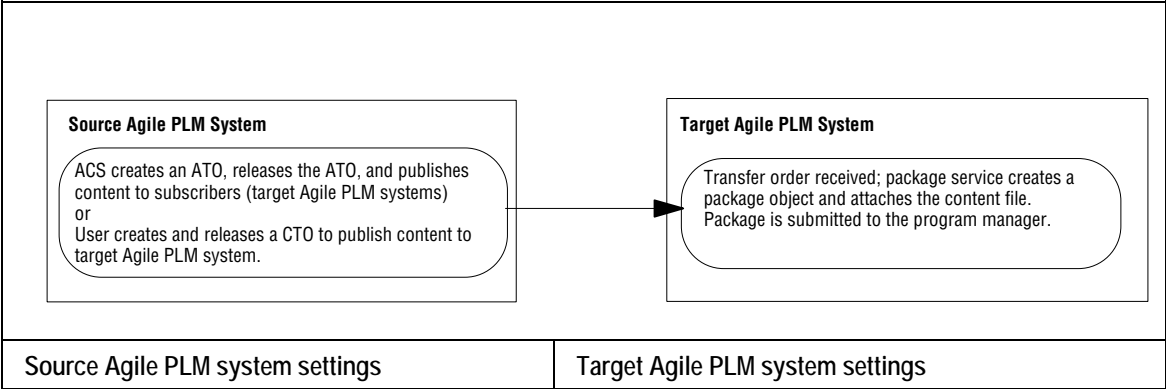 Source Agile PLM System
ACS creates an ATO, releases the ATO, and publishes
content to subscribers (target Agile PLM systems)
or
User creates and releases a CTO to publish content to
target Agile PLM system.
Target Agile PLM System
Transfer order received; package service creates a
package object and attaches the content file.
Package is submitted to the program manager.
Source Agile PLM system settings
Target Agile PLM system settings